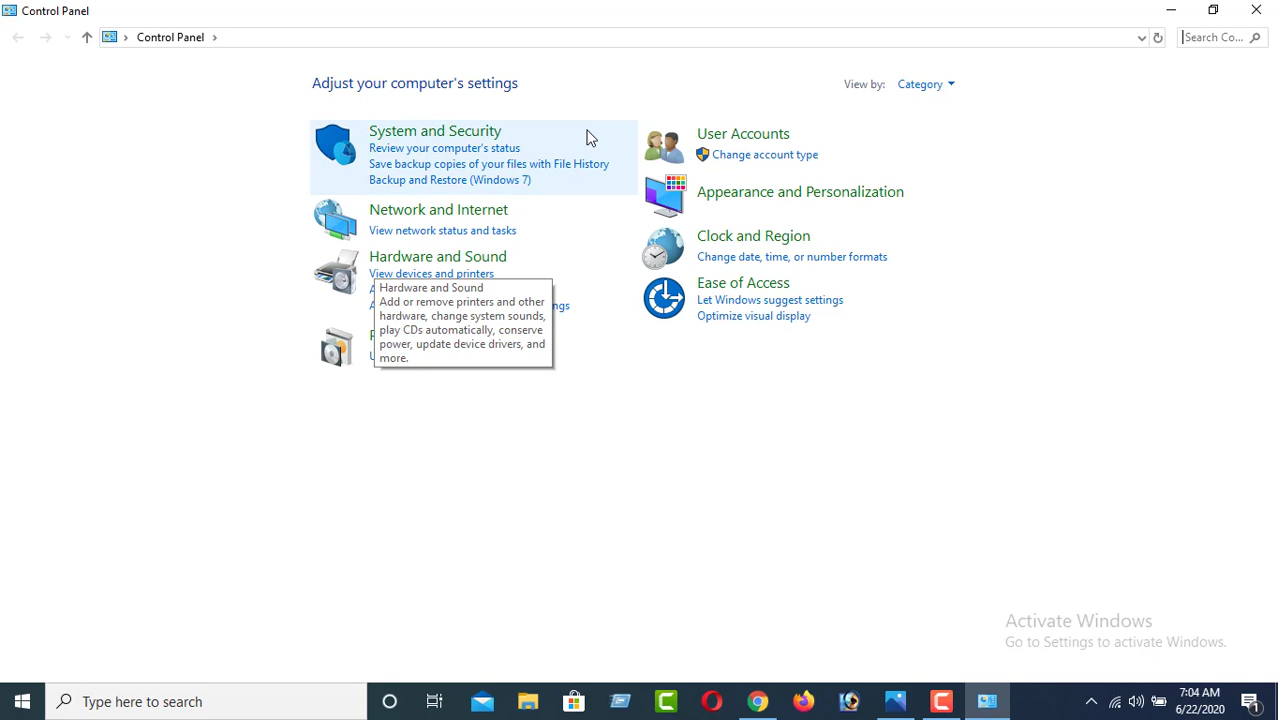 Control Panel
Control Panel
Search Co...
Adjust your computer's settings
View by: Category
System and Security
Review your computer's status
Save backup copies of your files with File History
Backup and Restore (Windows 7)
Network and Internet
View network status and tasks
Hardware and Sound
View devices and printers
Hardware and Sound
Add or remove printers and other
hardware, change system sounds,
play CDs automatically, conserve
power, update device drivers, and
more.
User Accounts
Change account type
Appearance and Personalization
Clock and Region
Change date, time, or number formats
Ease of Access
Let Windows suggest settings
Optimize visual display
Activate Windows
Go to Settings to activate Windows.
Type here to search
7:04 AM
6/22/2020
1